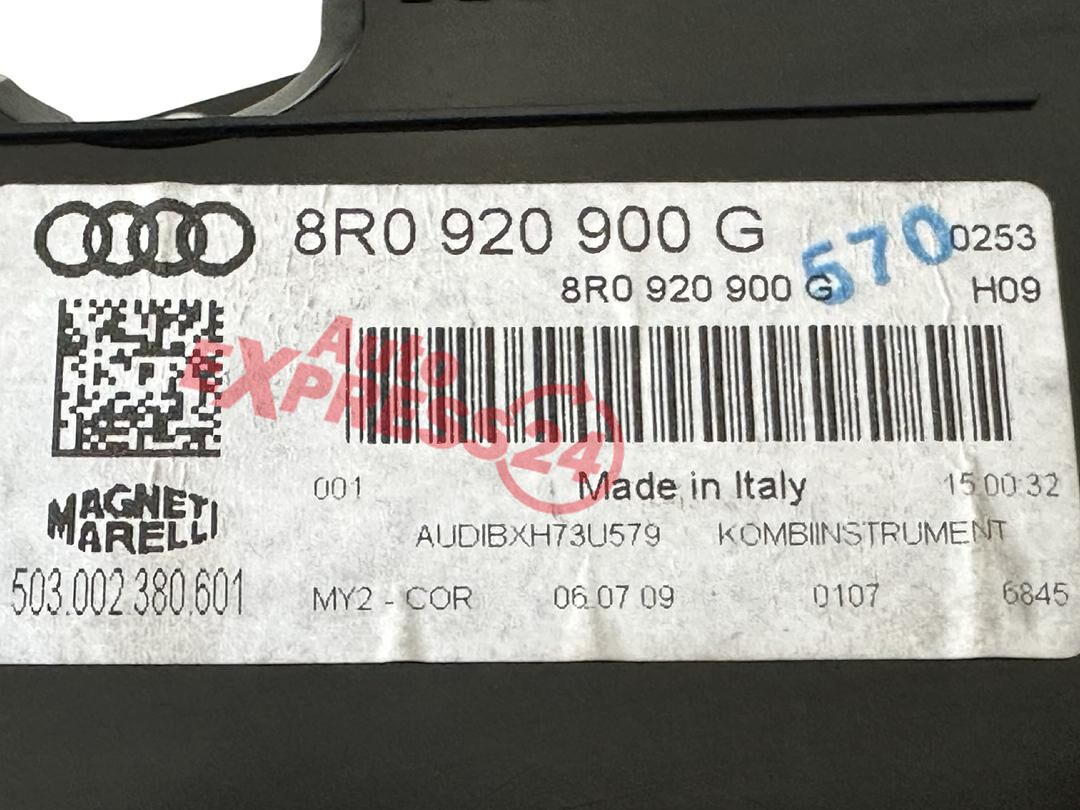 8R0 920 900 G
570
0253
8R0 920 900 G
H09
Auto
EXPRESS24
001
Made in Italy
15:00:32
AUDIBXH73U579 KOMBIINSTRUMENT
MAGNETI
MARELLI
503.002.380.601
MY2 - COR 06.07.09 0107 6845